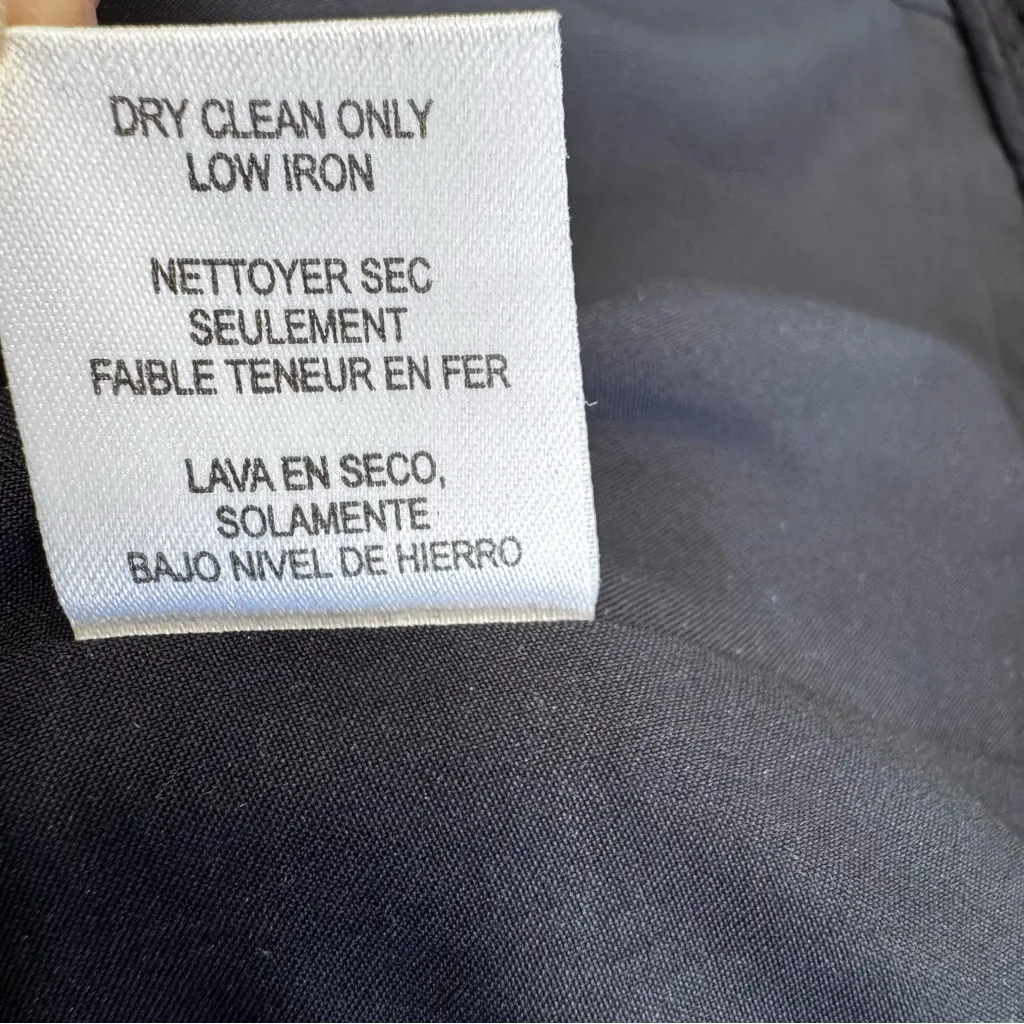 DRY CLEAN ONLY
LOW IRON
NETTOYER SEC
SEULEMENT
FAIBLE TENEUR EN FER
LAVA EN SECO,
SOLAMENTE
BAJO NIVEL DE HIERRO